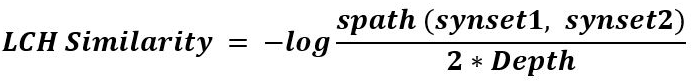 LCH Similarity = −log spath (synset1, synset2)
2 * Depth